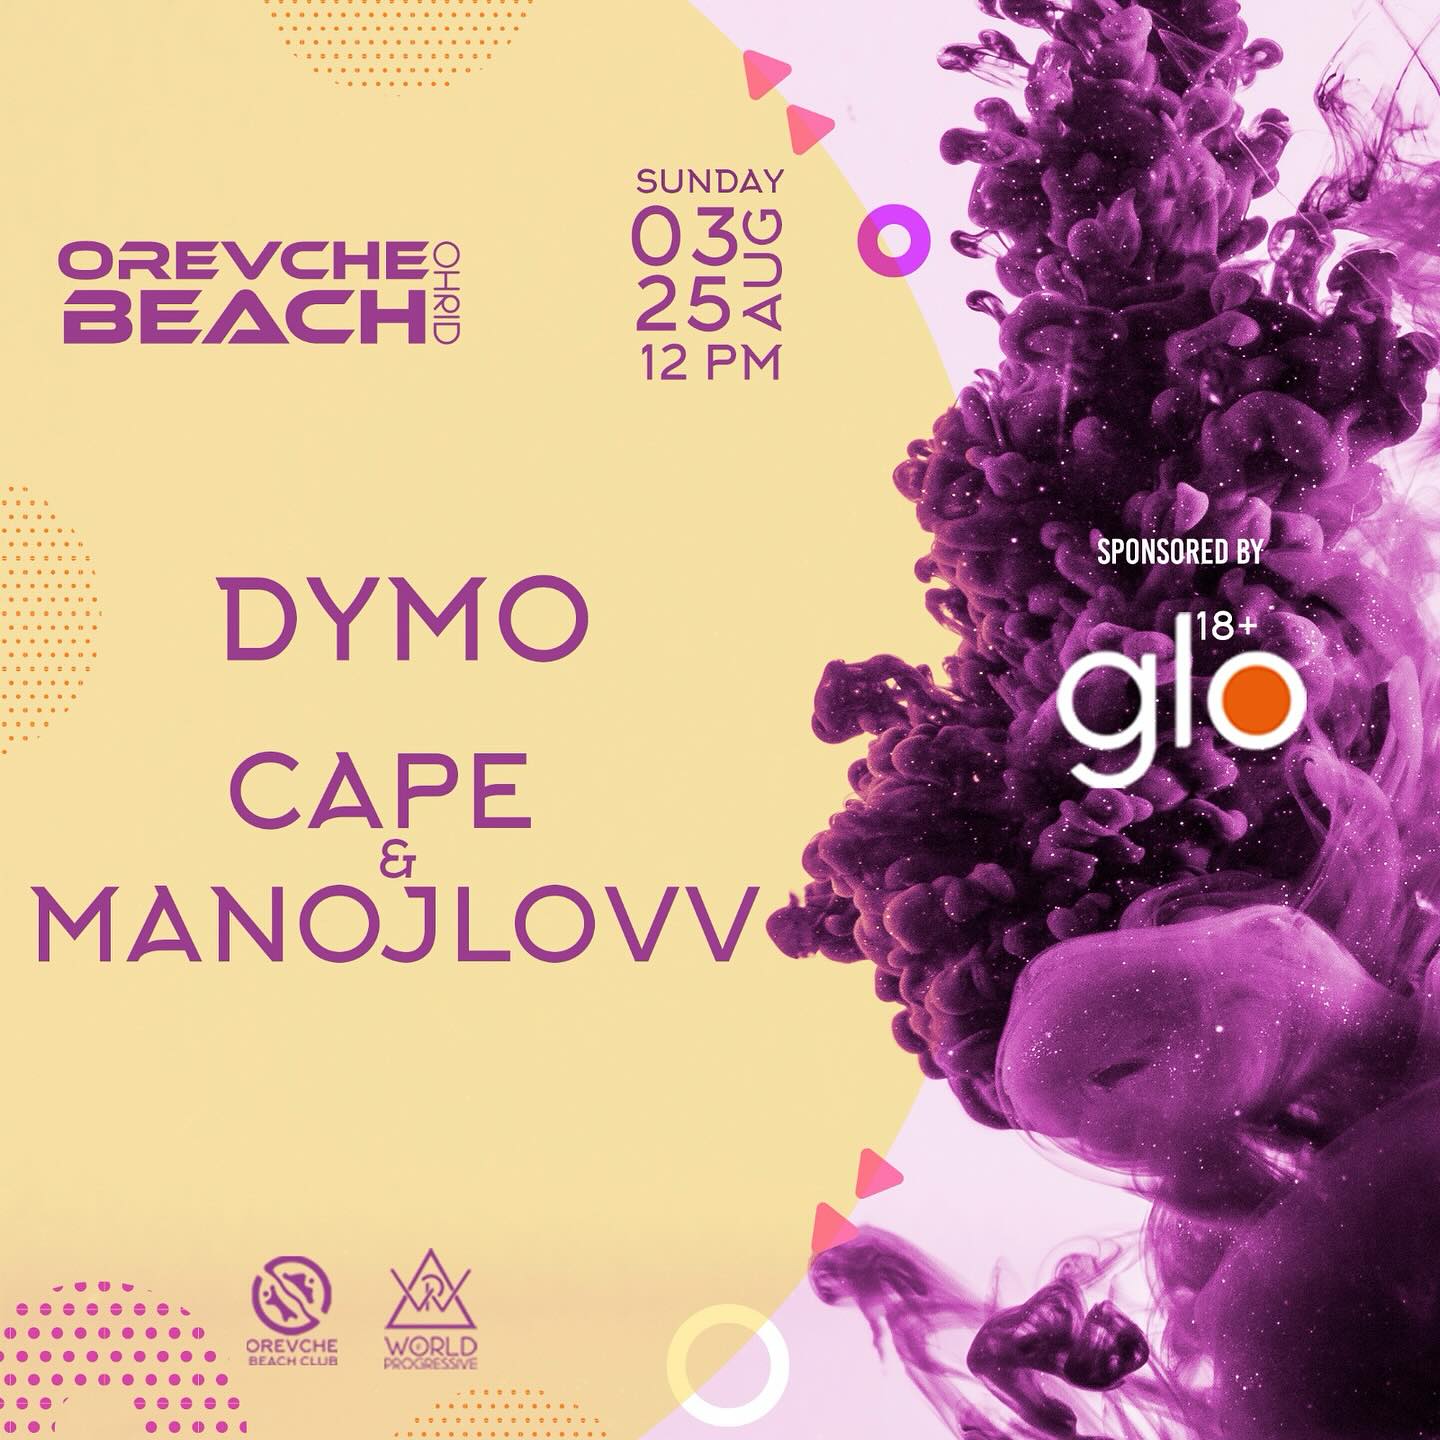 SUNDAY
03
25
AUG
12 PM
OREVCHE
BEACH
OHRID
DYMO
CAPE
&
MANOJLOVV
SPONSORED BY
18+
glo
OREVCHE
BEACH CLUB
WORLD
PROGRESSIVE